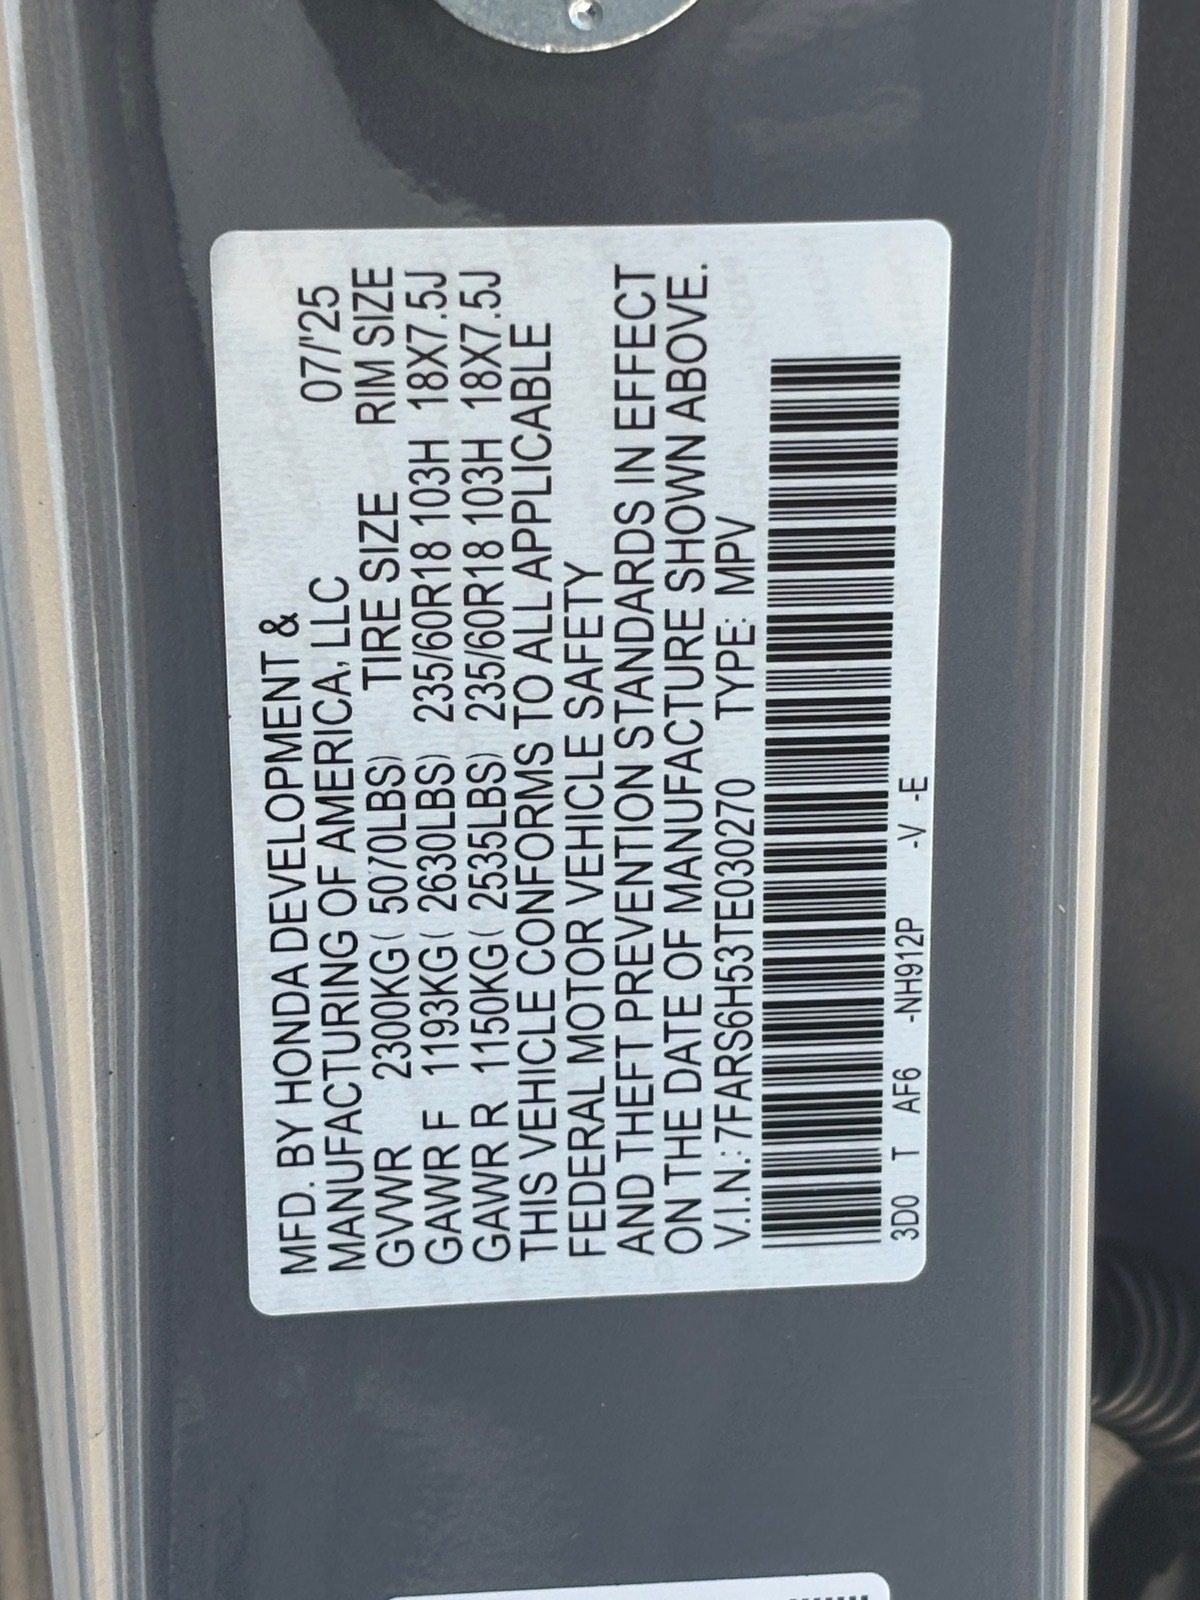 MFD. BY HONDA DEVELOPMENT &
MANUFACTURING OF AMERICA, LLC 07/'25
GVWR 2300KG( 5070LBS) TIRE SIZE RIM SIZE
GAWR F 1193KG( 2630LBS) 235/60R18 103H 18X7.5J
GAWR R 1150KG( 2535LBS) 235/60R18 103H 18X7.5J
THIS VEHICLE CONFORMS TO ALL APPLICABLE
FEDERAL MOTOR VEHICLE SAFETY
AND THEFT PREVENTION STANDARDS IN EFFECT
ON THE DATE OF MANUFACTURE SHOWN ABOVE.
V.I.N.: 7FARS6H53TE030270 TYPE: MPV
3D0 T AF6 -NH912P -V -E